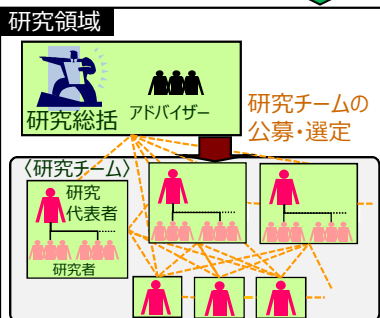 研究領域
研究総括
アドバイザー
研究チームの
公募・選定
〈研究チーム〉
研究
代表者
研究者